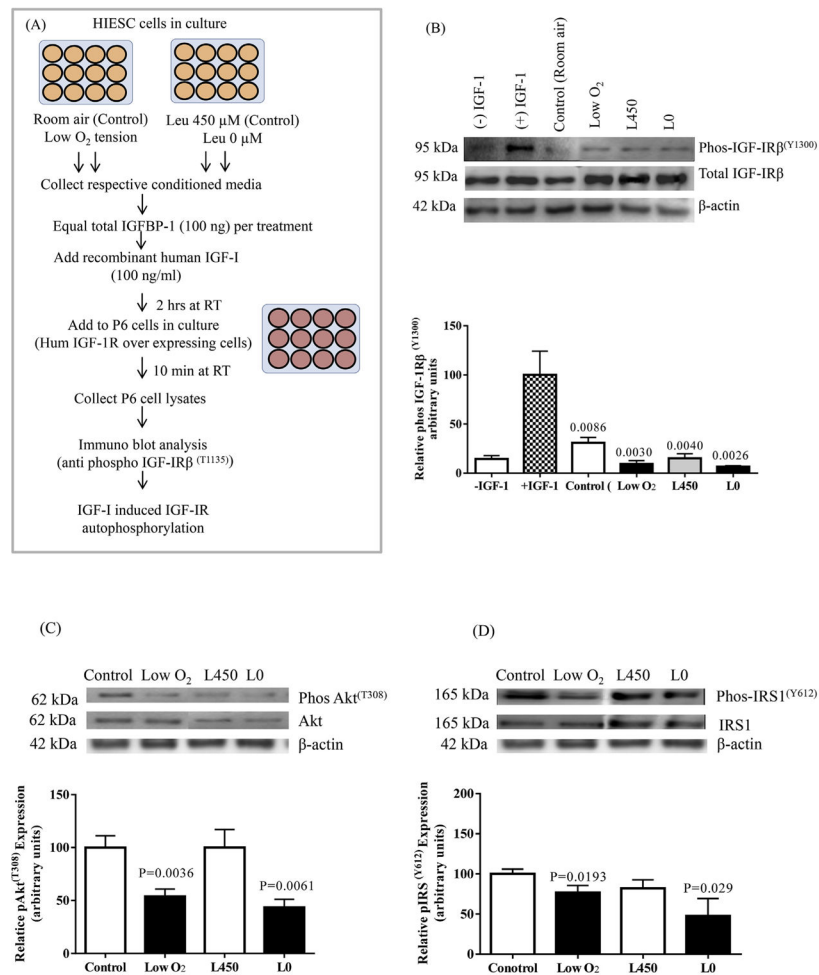 (A)
HIESC cells in culture
Room air (Control)
Low O2 tension
Leu 450 µM (Control)
Leu 0 µM
Collect respective conditioned media
Equal total IGFBP-1 (100 ng) per treatment
Add recombinant human IGF-I
(100 ng/ml)
2 hrs at RT
Add to P6 cells in culture
(Hum IGF-1R over expressing cells)
10 min at RT
Collect P6 cell lysates
Immuno blot analysis
(anti phospho IGF-IRβ (T1135))
IGF-I induced IGF-IR
autophosphorylation
(B)
(-) IGF-1
(+) IGF-1
Control (Room air)
Low O2
L450
L0
95 kDa
Phos-IGF-IRβ(Y1300)
95 kDa
Total IGF-IRβ
42 kDa
β-actin
Relative phos IGF-1Rβ (Y1300)
arbitrary units
150
100
50
0
0.0086
0.0030
0.0040
0.0026
-IGF-1
+IGF-1
Control (
Low O2
L450
L0
(C)
Control
Low O2
L450
L0
62 kDa
Phos Akt(T308)
62 kDa
Akt
42 kDa
β-actin
Relatice pAkt(T308) Expression
(arbitrary units)
150
100
50
0
P=0.0036
P=0.0061
Control
Low O2
L450
L0
(D)
Control
Low O2
L450
L0
165 kDa
Phos-IRS1(Y612)
165 kDa
IRS1
42 kDa
β-actin
Relative pIRS (Y612) Expression
(arbitrary units)
200
150
100
50
0
P=0.0193
P=0.029
Conotrol
Low O2
L450
L0